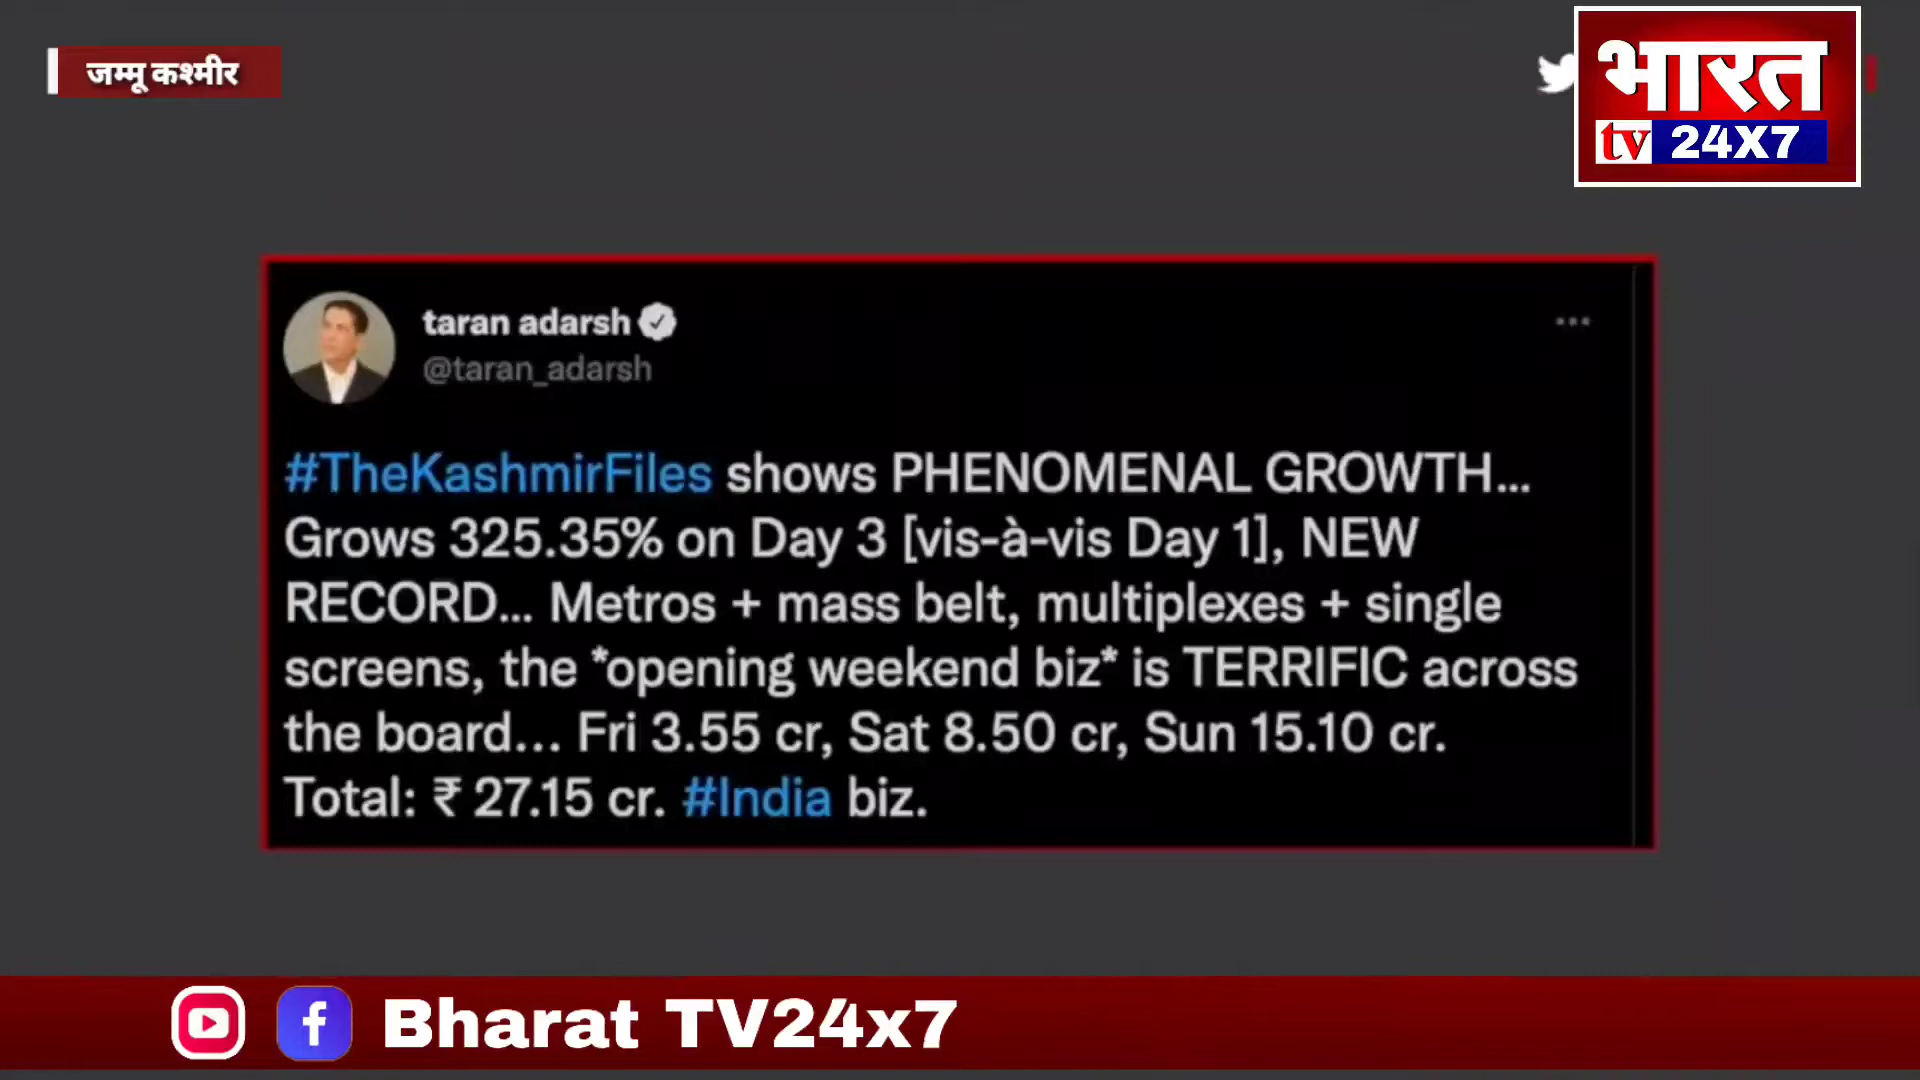 जम्मू कश्मीर
भारत
tv 24X7
taran adarsh
@taran_adarsh
#TheKashmirFiles shows PHENOMENAL GROWTH...
Grows 325.35% on Day 3 [vis-à-vis Day 1], NEW
RECORD... Metros + mass belt, multiplexes + single
screens, the *opening weekend biz* is TERRIFIC across
the board... Fri 3.55 cr, Sat 8.50 cr, Sun 15.10 cr.
Total: ₹ 27.15 cr. #India biz.
Bharat TV24x7